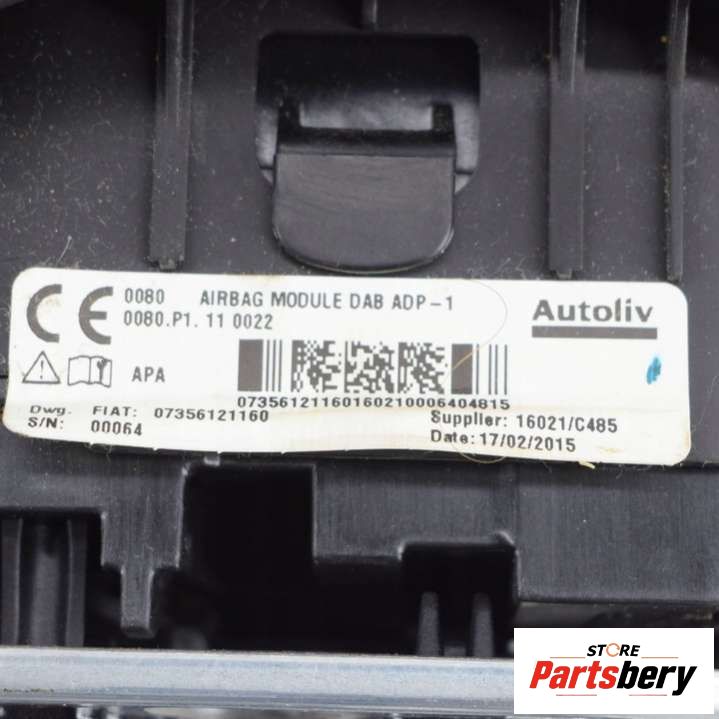 CE 0080 AIRBAG MODULE DAB ADP-1
0080.P1. 11 0022
Autoliv
APA
07356121160160210006404815
Dwg. FIAT: 07356121160
S/N: 00064
Supplier: 16021/C485
Date: 17/02/2015
STORE
Partsbery